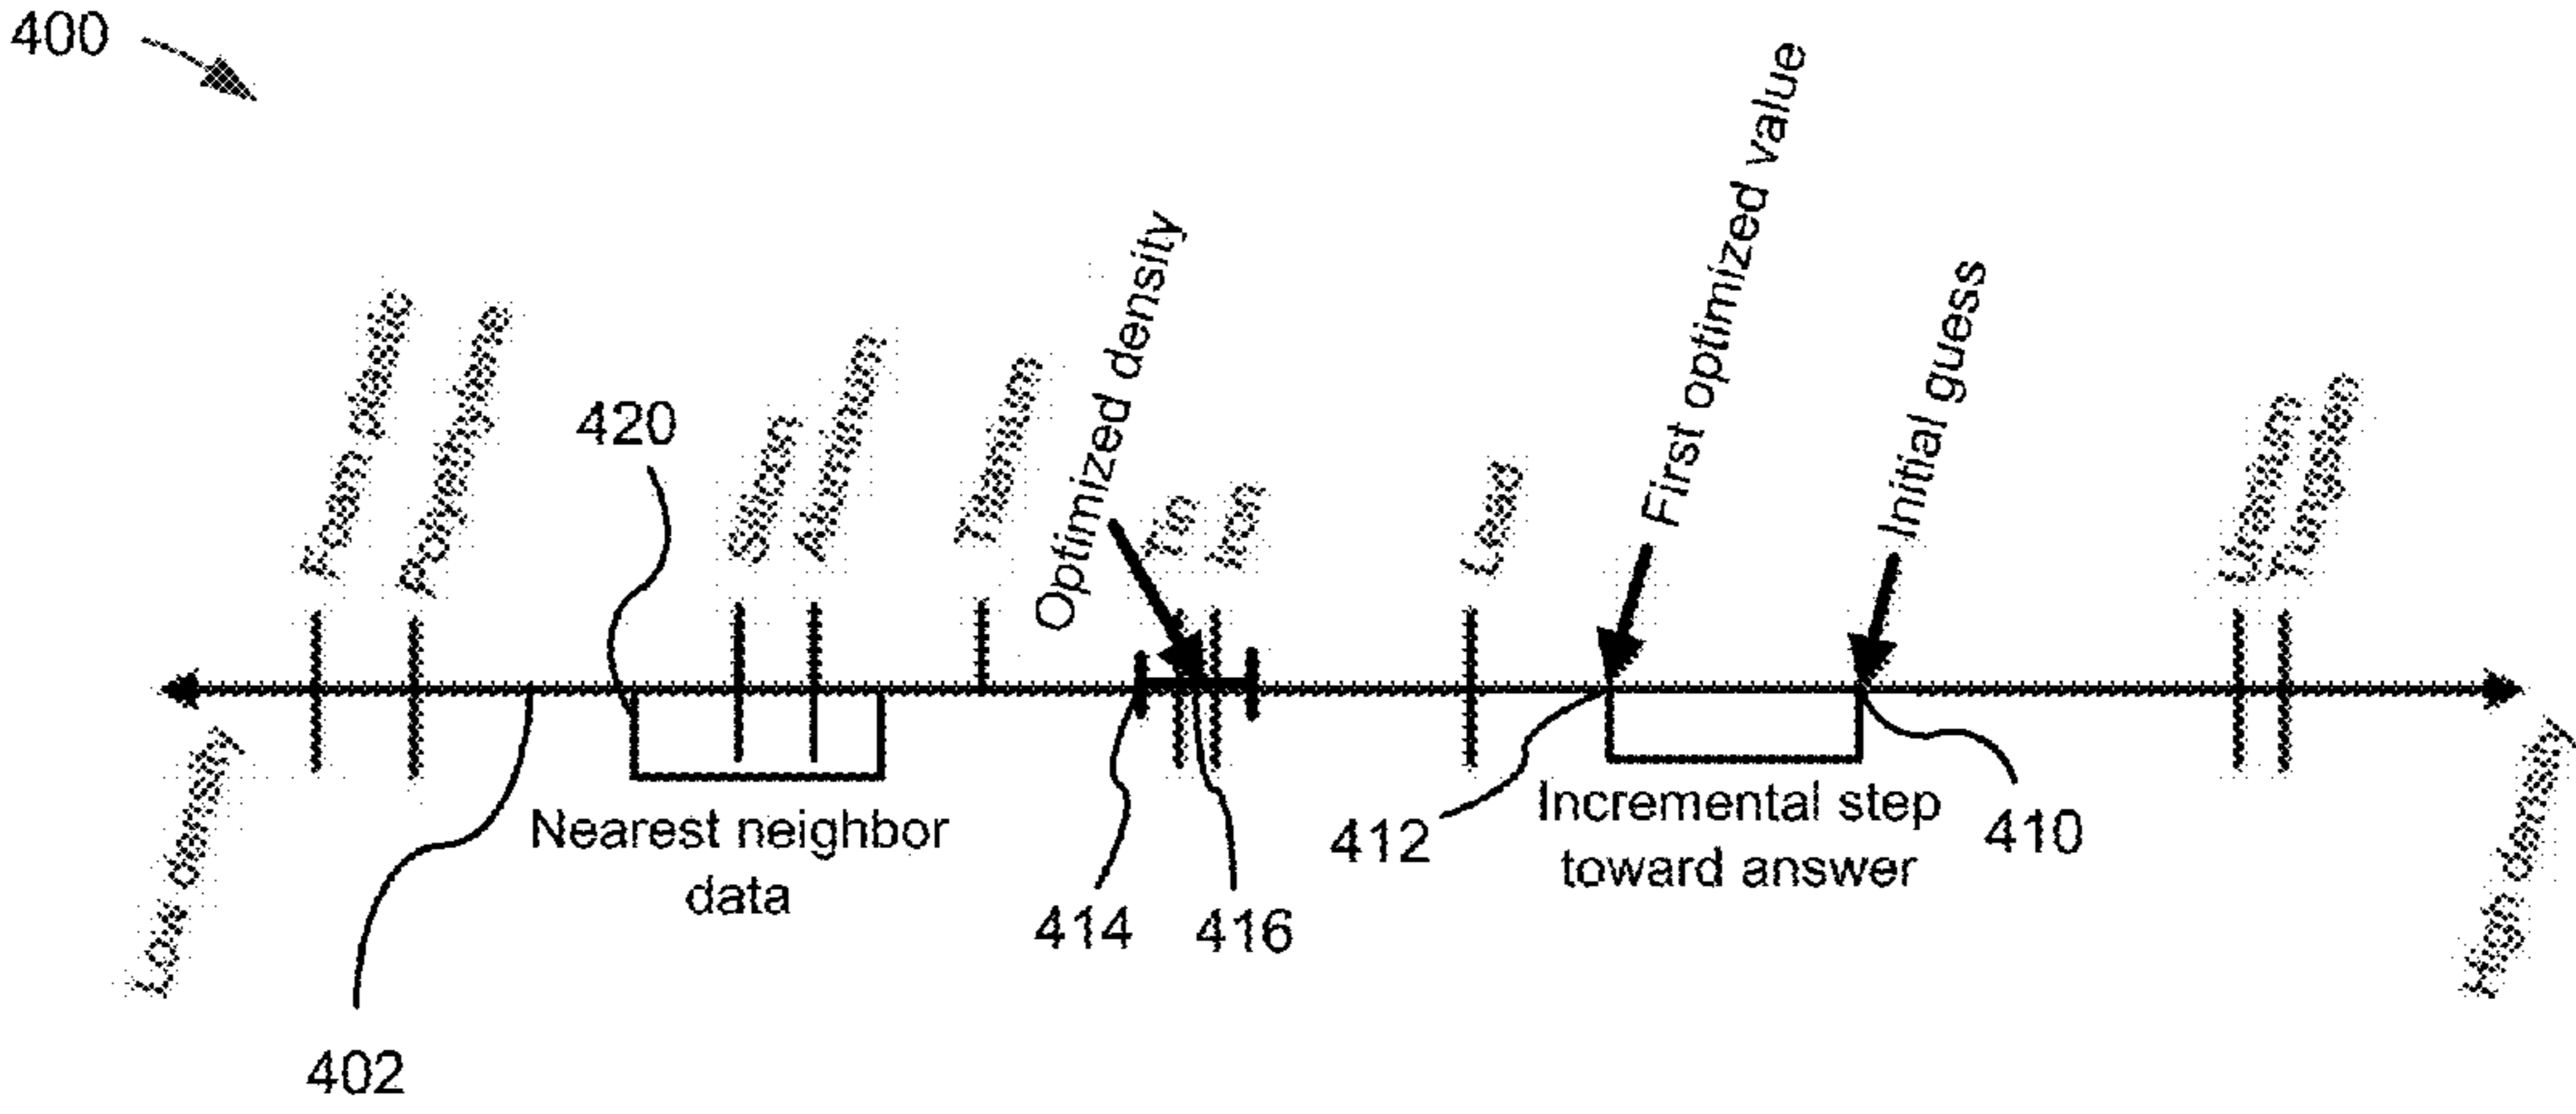 400
Foam plastic
Polyethylene
420
Silicon
Aluminum
Titanium
Optimized density
Tin
Iron
Lead
First optimized value
Initial guess
Uranium
Tungsten
Low density
Nearest neighbor
data
402
414
416
412
Incremental step
toward answer
410
High density